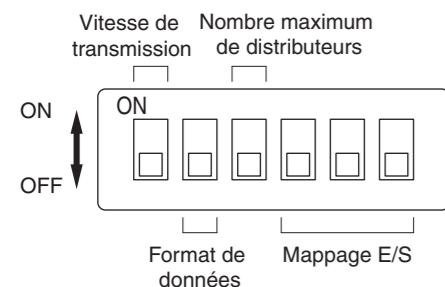 Vitesse de
transmission
Nombre maximum
de distributeurs
ON
ON
OFF
Format de
données
Mappage E/S